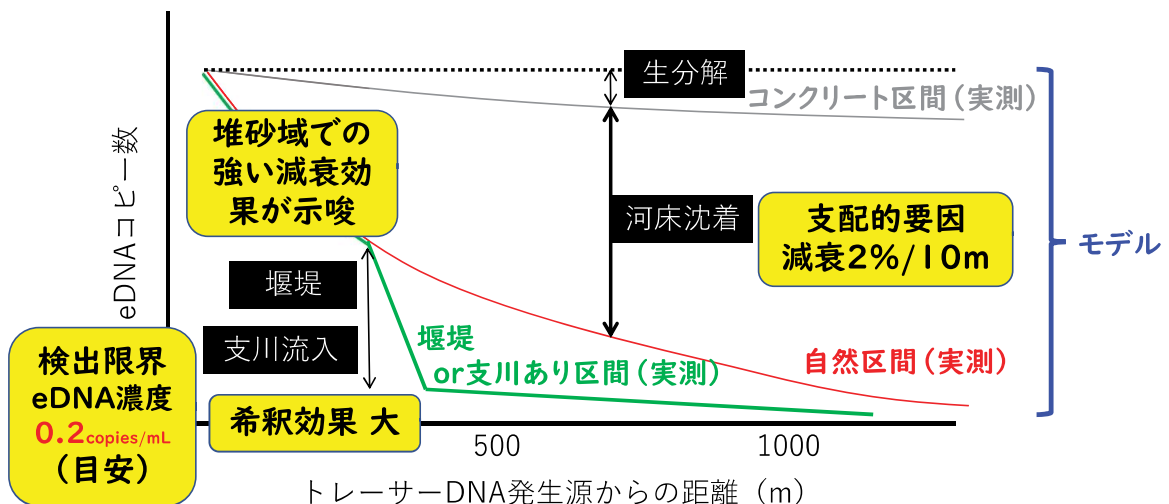 生分解
コンクリート区間(実測)
堆砂域での
強い減衰効
果が示唆
eDNAコピー数
河床沈着
支配的要因
減衰2%/10m
モデル
堰堤
支川流入
堰堤
or支川あり区間(実測)
自然区間(実測)
検出限界
eDNA濃度
0.2copies/mL
(目安)
希釈効果 大
500
1000
トレーサーDNA発生源からの距離(m)